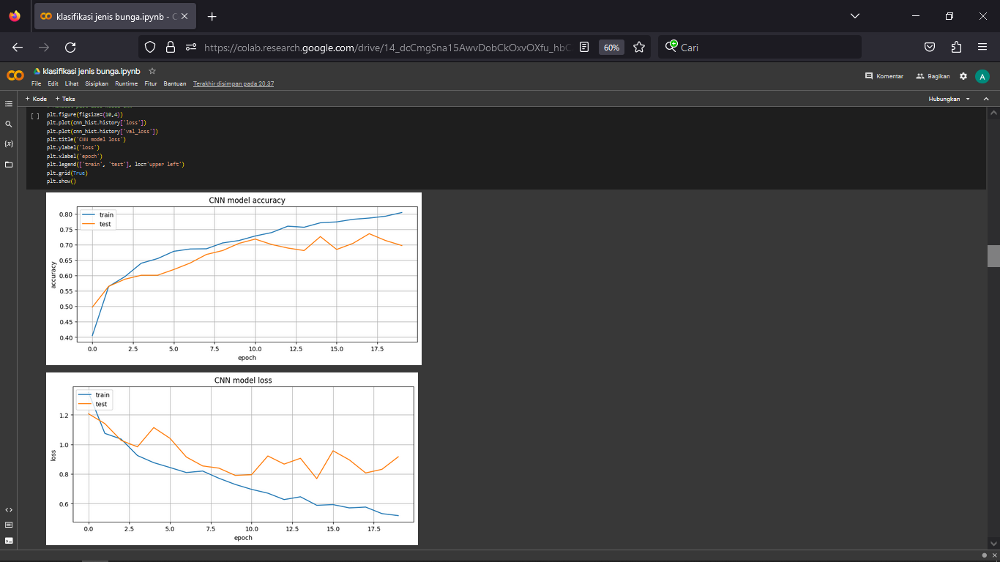 klasifikasi jenis bunga.ipynb - C
https://colab.research.google.com/drive/14_dcCmgSna15AwvDobCkOxvOXfu_hbC
60%
Cari
klasifikasi jenis bunga.ipynb
Komentar
Bagikan
A
File Edit Lihat Sisipkan Runtime Fitur Bantuan Terakhir disimpan pada 20.37
+ Kode + Teks
Hubungkan
[ ]
plt.figure(figsize=(10,4))
plt.plot(cnn_hist.history['loss'])
plt.plot(cnn_hist.history['val_loss'])
plt.title('CNN model loss')
plt.ylabel('loss')
plt.xlabel('epoch')
plt.legend(['train', 'test'], loc='upper left')
plt.grid(True)
plt.show()
CNN model accuracy
train
test
0.80
0.75
0.70
0.65
0.60
0.55
0.50
0.45
0.40
accuracy
0.0 2.5 5.0 7.5 10.0 12.5 15.0 17.5
epoch
CNN model loss
train
test
1.2
1.0
0.8
0.6
loss
0.0 2.5 5.0 7.5 10.0 12.5 15.0 17.5
epoch